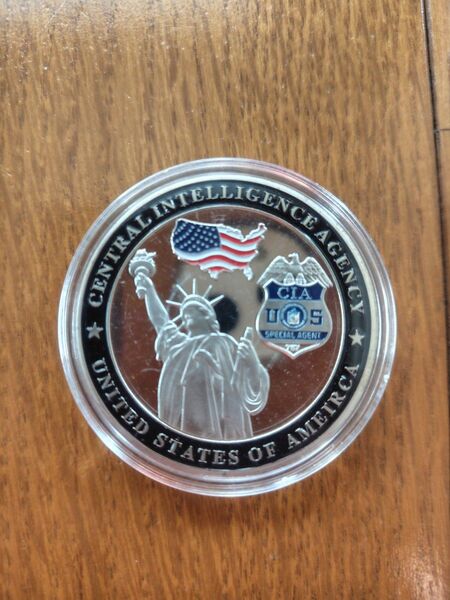 CENTRAL INTELLIGENCE AGENCY
CIA
U S
SPECIAL AGENT
UNITED STATES OF AMEIRCA